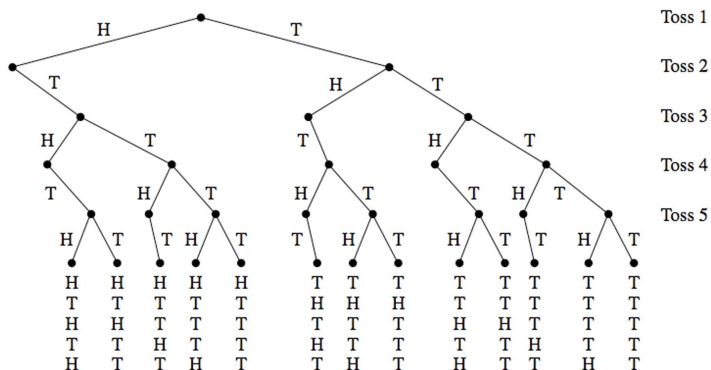 Toss 1
H T
Toss 2
T H T
Toss 3
H T T H T
Toss 4
T H T H T T H T
Toss 5
H T T H T T H T H T T H T
H H H H H T T T T T T T T
T T T T T H H H T T T T T
H H T T T T T T H H T T T
T T H T T H T T T T H T T
H T T H T T H T H T T H T